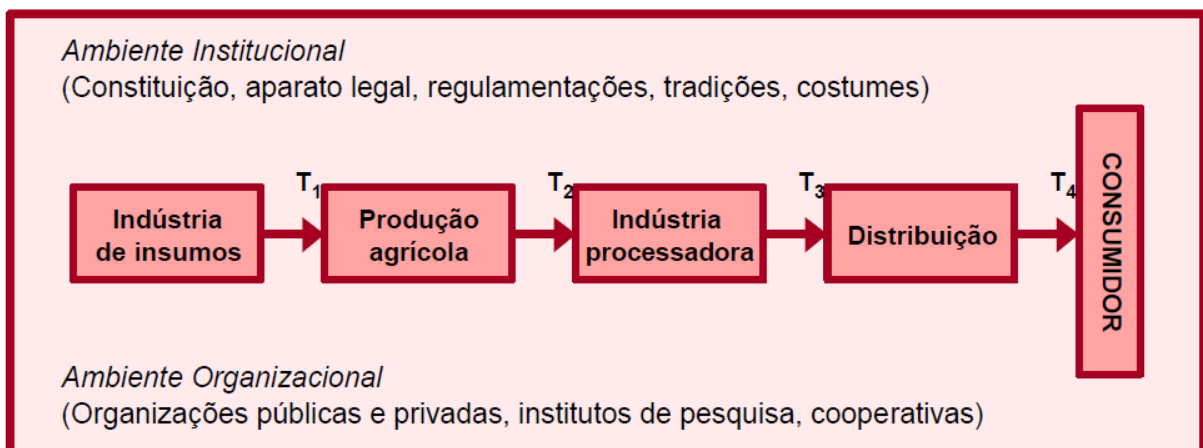 Ambiente Institucional
(Constituição, aparato legal, regulamentações, tradições, costumes)
T1
T2
T3
T4
Indústria
de insumos
Produção
agrícola
Indústria
processadora
Distribuição
CONSUMIDOR
Ambiente Organizacional
(Organizações públicas e privadas, institutos de pesquisa, cooperativas)